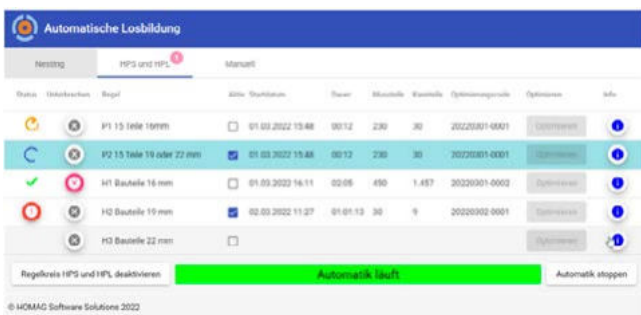 Automatische Losbildung
Nesting HPS und HPL Manuell
Status Unterbrechen Regel Aktiv Startdatum Dauer Optimierung Info
P1 15 Teile 16mm 01.03.2022 15:48 00:12 230 30 20220301-0001 Optimieren
P2 15 Teile 19 oder 22 mm 01.03.2022 15:48 00:12 230 30 20220301-0001 Optimieren
H1 Bauteile 16 mm 01.03.2022 16:11 02:05 450 1.457 20220301-0002 Optimieren
H2 Bauteile 19 mm 02.03.2022 11:27 01:01:13 30 9 20220302-0001 Optimieren
H3 Bauteile 22 mm Optimieren
Regelkreis HPS und HPL deaktivieren Automatik läuft Automatik stoppen
© HOMAG Software Solutions 2022